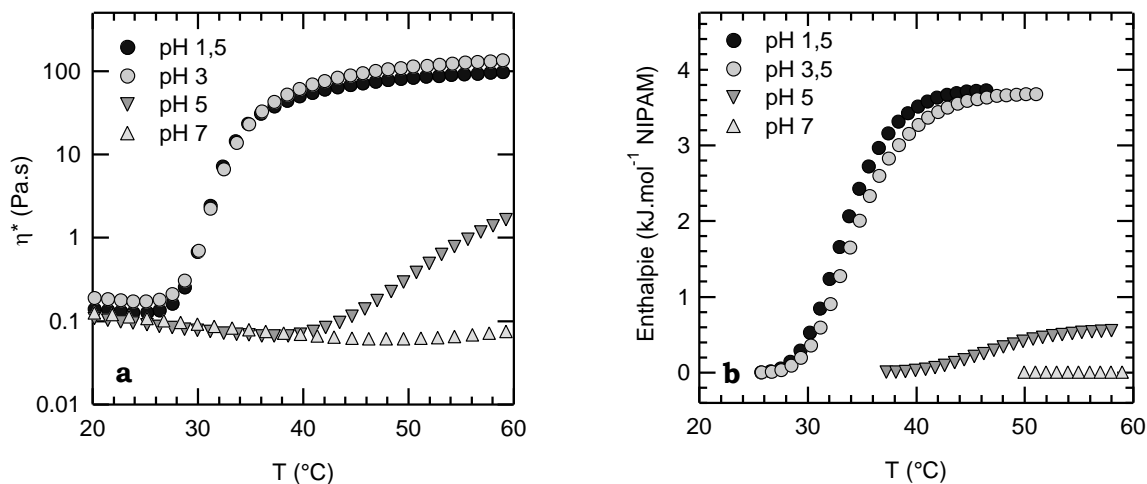 pH 1,5
pH 3
pH 5
pH 7
100
10
1
0.1
0.01
η* (Pa.s)
20
30
40
50
60
T (°C)
a
pH 1,5
pH 3,5
pH 5
pH 7
4
3
2
1
0
Enthalpie (kJ.mol⁻¹ NIPAM)
20
30
40
50
60
T (°C)
b